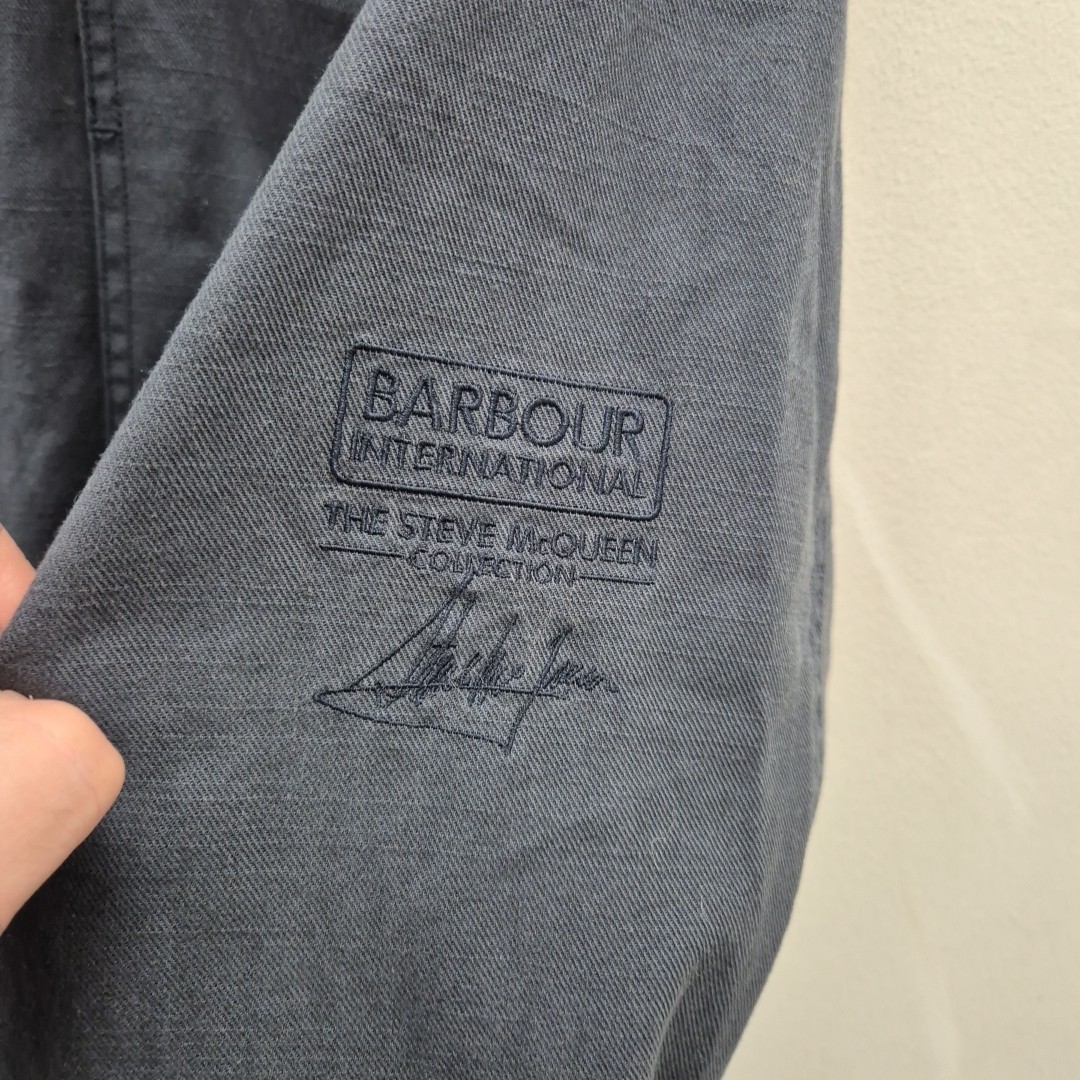 BARBOUR
INTERNATIONAL
THE STEVE McQUEEN
COLLECTION